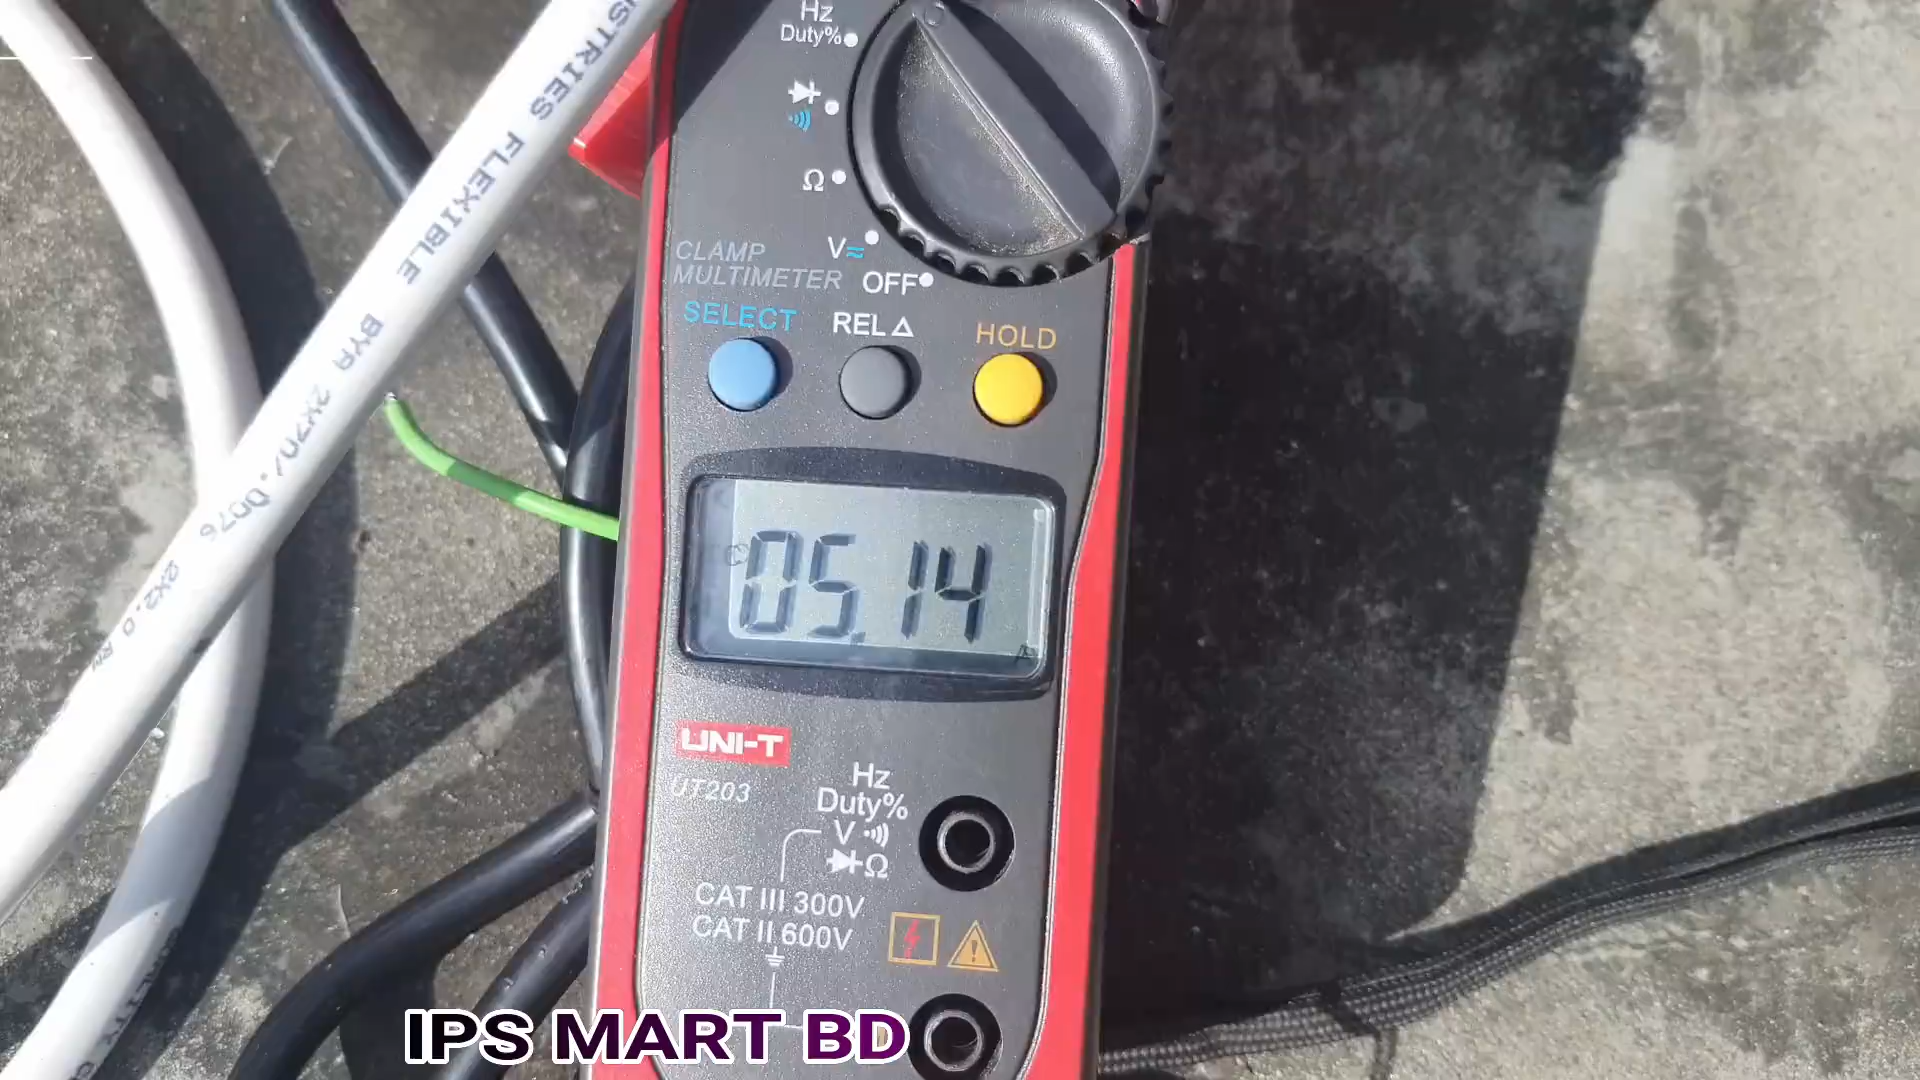 STRIES FLEXIBLE BYA 2X70/.0076 2X2.0 RM
Hz
Duty%
Ω
V≂
OFF
CLAMP
MULTIMETER
SELECT
REL△
HOLD
05.14
A
UNI-T
UT203
Hz
Duty%
V
Ω
CAT III 300V
CAT II 600V
IPS MART BD